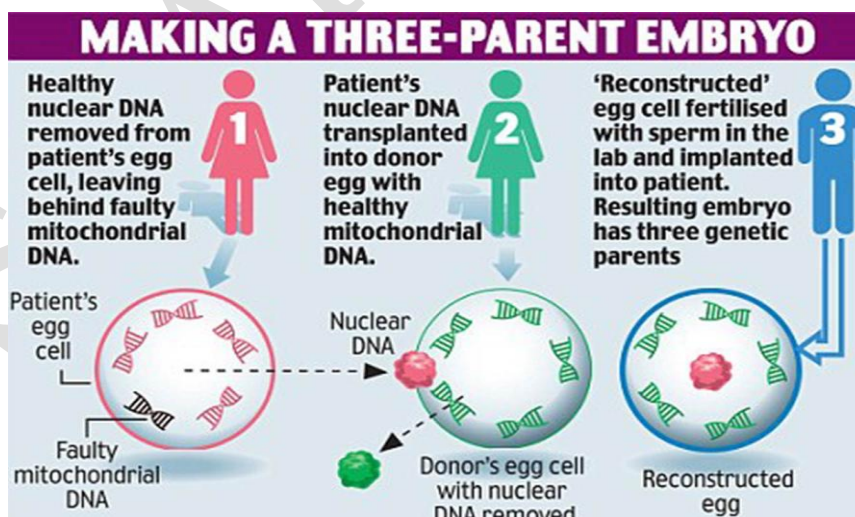 MAKING A THREE-PARENT EMBRYO
Healthy
nuclear DNA
removed from
patient's egg
cell, leaving
behind faulty
mitochondrial
DNA.
1
Patient's
nuclear DNA
transplanted
into donor
egg with
healthy
mitochondrial
DNA.
2
‘Reconstructed’
egg cell fertilised
with sperm in the
lab and implanted
into patient.
Resulting embryo
has three genetic
parents
3
Patient's
egg
cell
Faulty
mitochondrial
DNA
Nuclear
DNA
Donor's egg cell
with nuclear
DNA removed
Reconstructed
egg